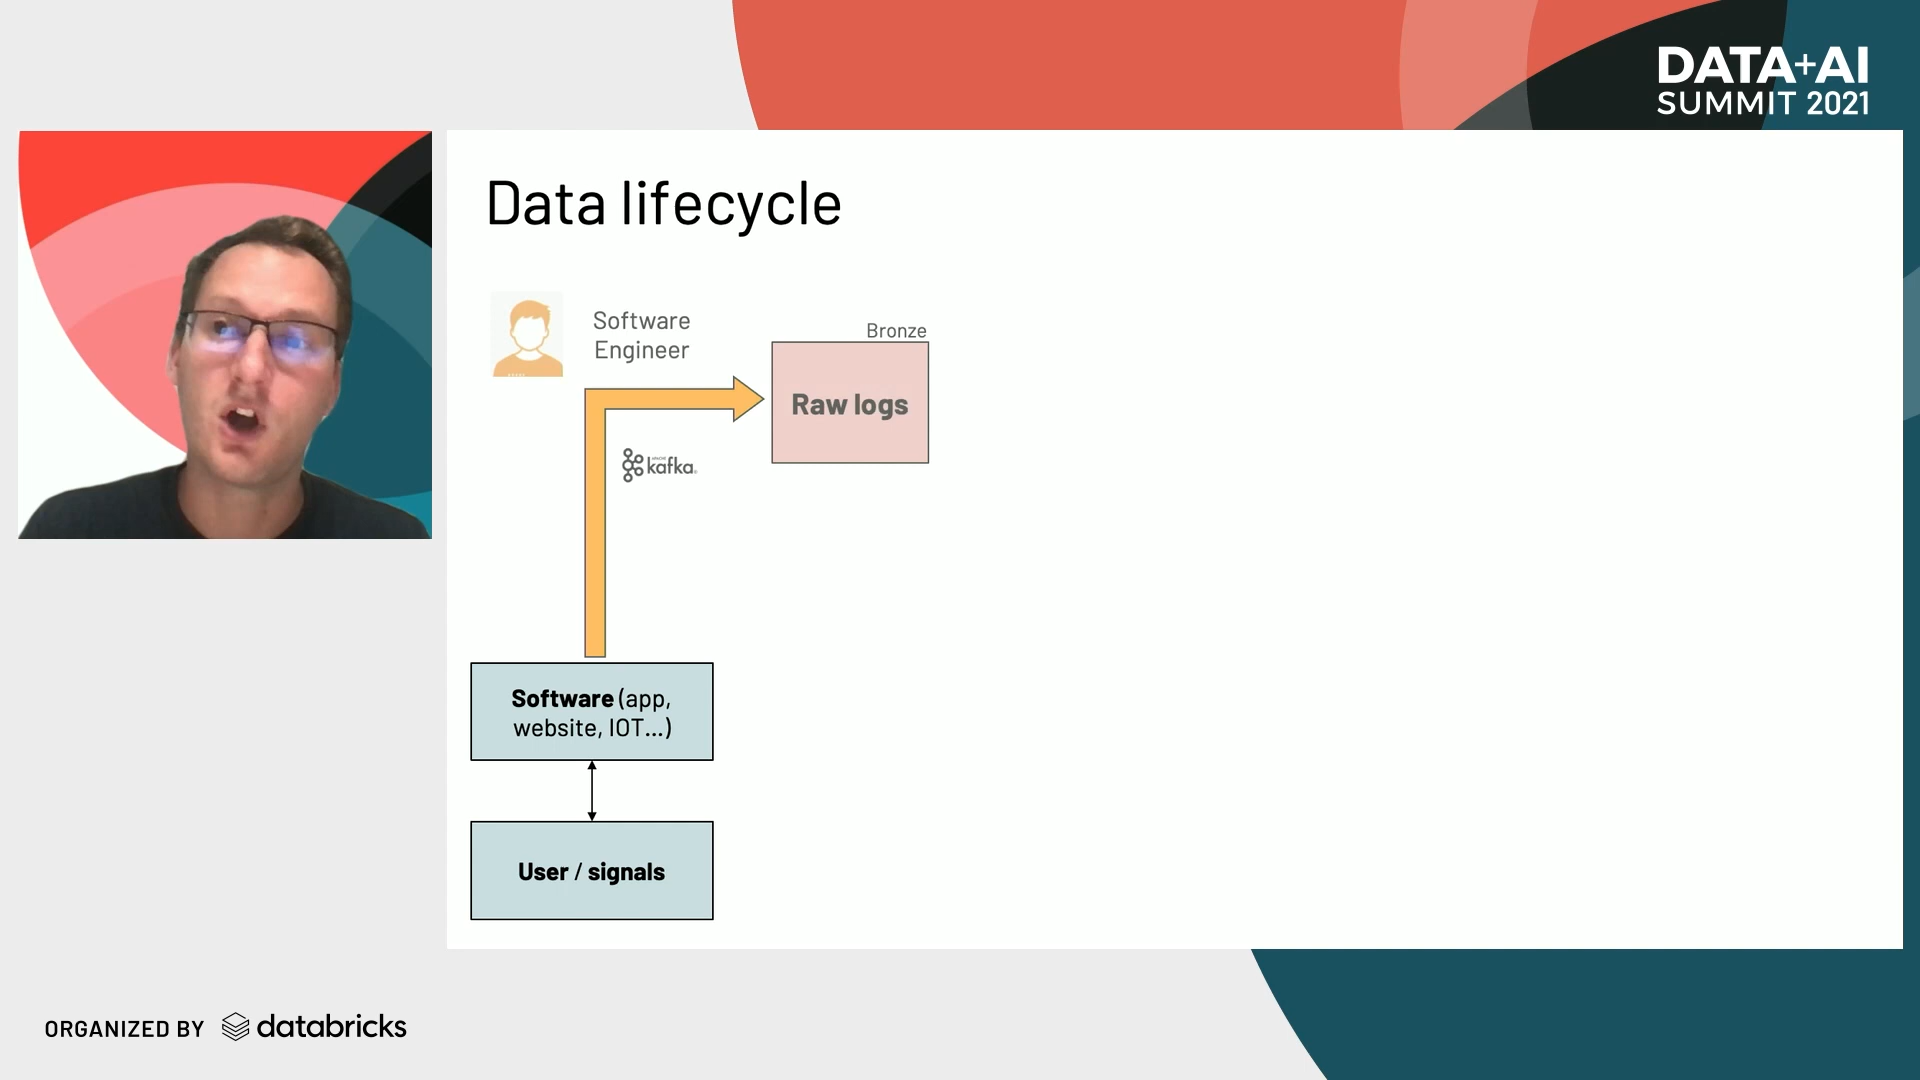 DATA+AI
SUMMIT 2021
Data lifecycle
Software
Engineer
Bronze
Raw logs
kafka
Software (app,
website, IOT...)
User / signals
ORGANIZED BY databricks